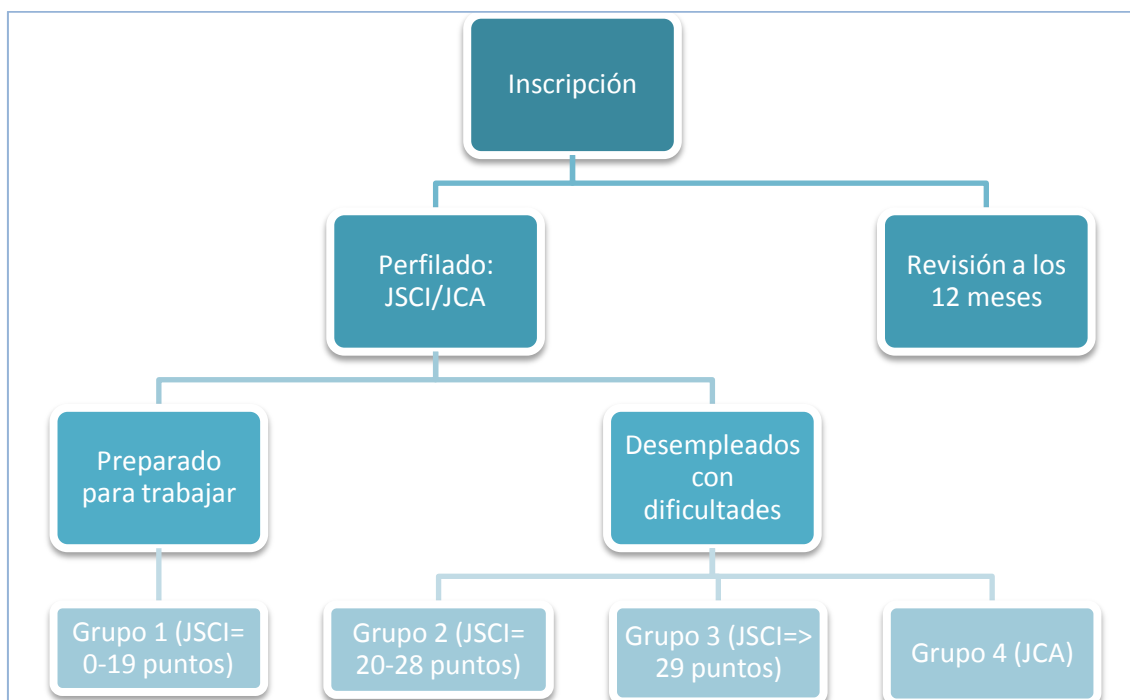 Inscripción
Perfilado:
JSCI/JCA
Revisión a los
12 meses
Preparado
para trabajar
Desempleados
con
dificultades
Grupo 1 (JSCI=
0-19 puntos)
Grupo 2 (JSCI=
20-28 puntos)
Grupo 3 (JSCI=>
29 puntos)
Grupo 4 (JCA)